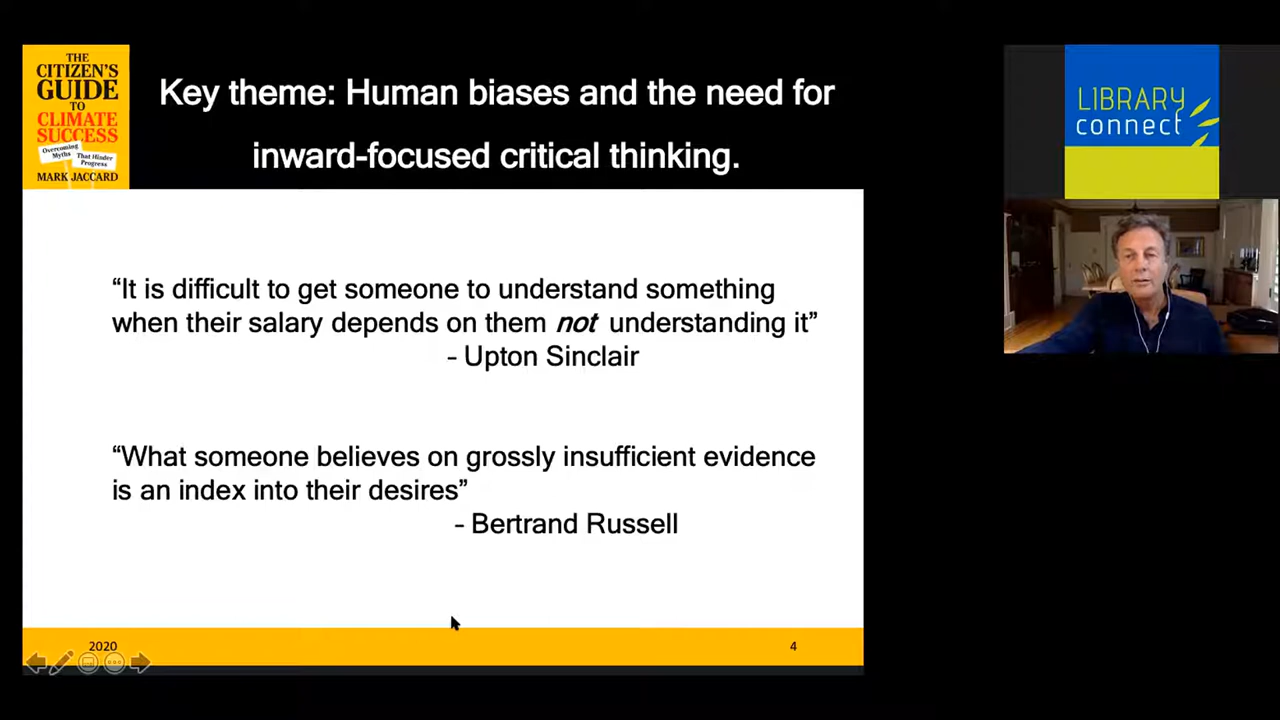 THE
CITIZEN'S
GUIDE
TO
CLIMATE
SUCCESS
Overcoming
Myths
That Hinder
Progress
MARK JACCARD
Key theme: Human biases and the need for
inward-focused critical thinking.
LIBRARY
connect
“It is difficult to get someone to understand something
when their salary depends on them not understanding it”
– Upton Sinclair
“What someone believes on grossly insufficient evidence
is an index into their desires”
– Bertrand Russell
2020
4